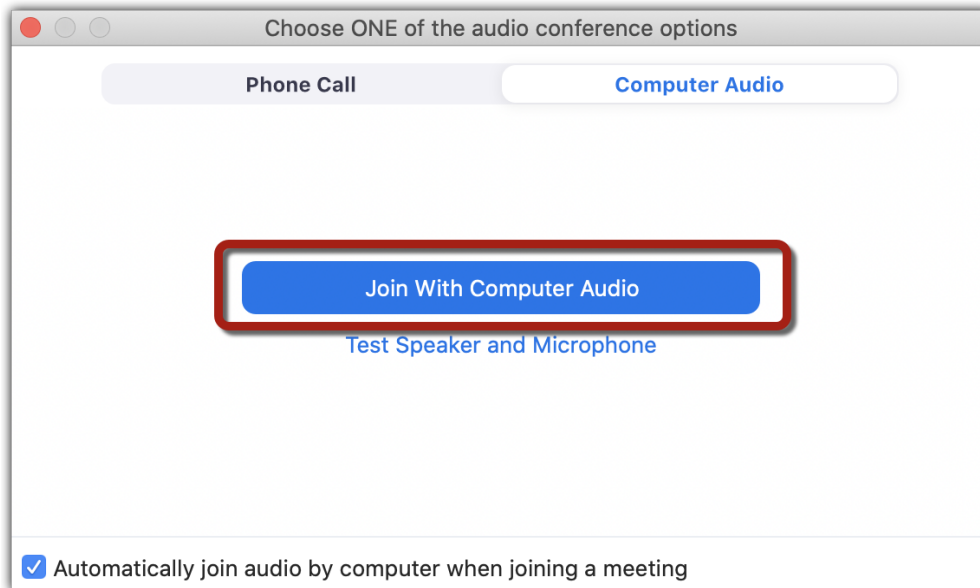 Choose ONE of the audio conference options
Phone Call
Computer Audio
Join With Computer Audio
Test Speaker and Microphone
Automatically join audio by computer when joining a meeting